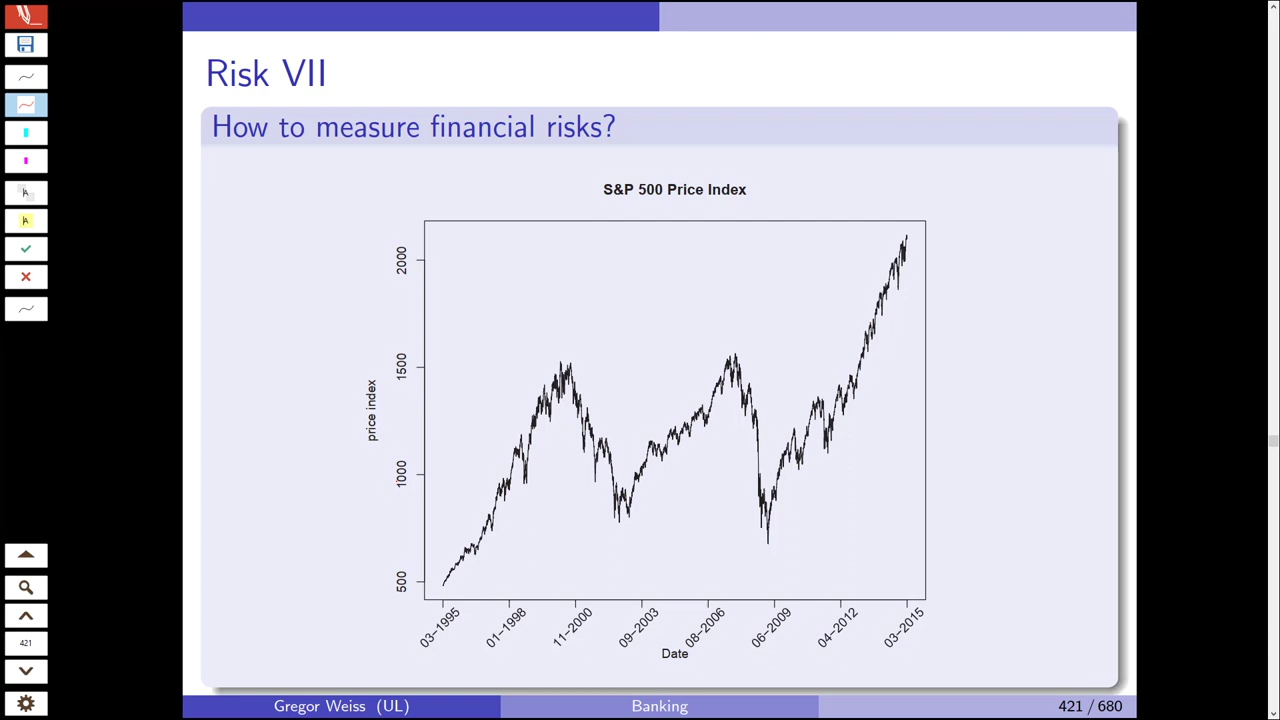 Risk VII
How to measure financial risks?
S&P 500 Price Index
price index
2000
1500
1000
500
03−1995
01−1998
11−2000
09−2003
08−2006
06−2009
04−2012
03−2015
Date
A
A
421
Gregor Weiss (UL)
Banking
421 / 680